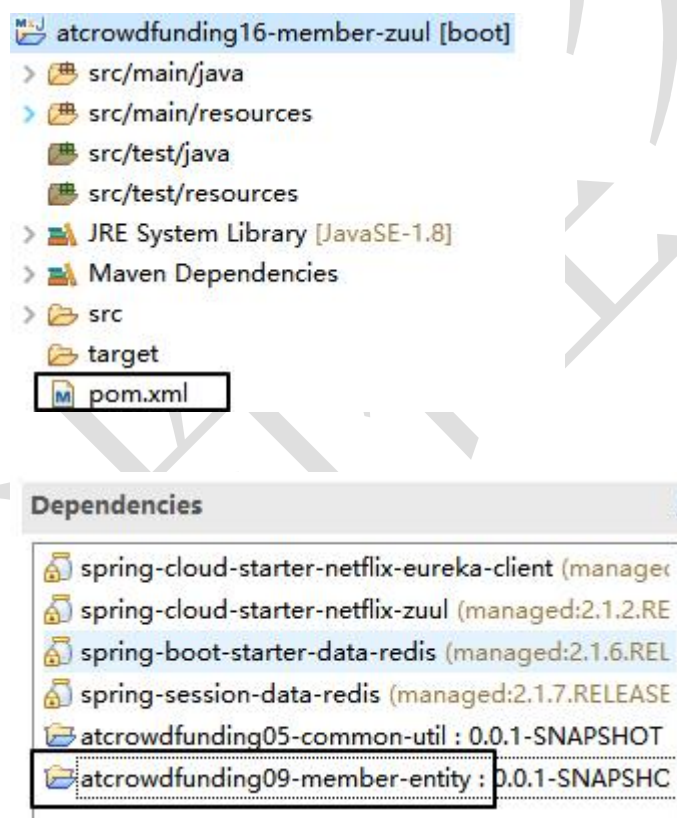 atcrowdfunding16-member-zuul [boot]
src/main/java
src/main/resources
src/test/java
src/test/resources
JRE System Library [JavaSE-1.8]
Maven Dependencies
src
target
pom.xml
Dependencies
spring-cloud-starter-netflix-eureka-client (managed
spring-cloud-starter-netflix-zuul (managed:2.1.2.RE
spring-boot-starter-data-redis (managed:2.1.6.REL
spring-session-data-redis (managed:2.1.7.RELEASE
atcrowdfunding05-common-util : 0.0.1-SNAPSHOT
atcrowdfunding09-member-entity : 0.0.1-SNAPSHC